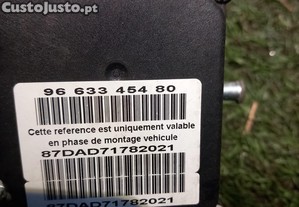 CustoJusto.pt
96 633 454 80
Cette reference est uniquement valable
en phase de montage vehicule
87DAD71782021
87DAD71782021